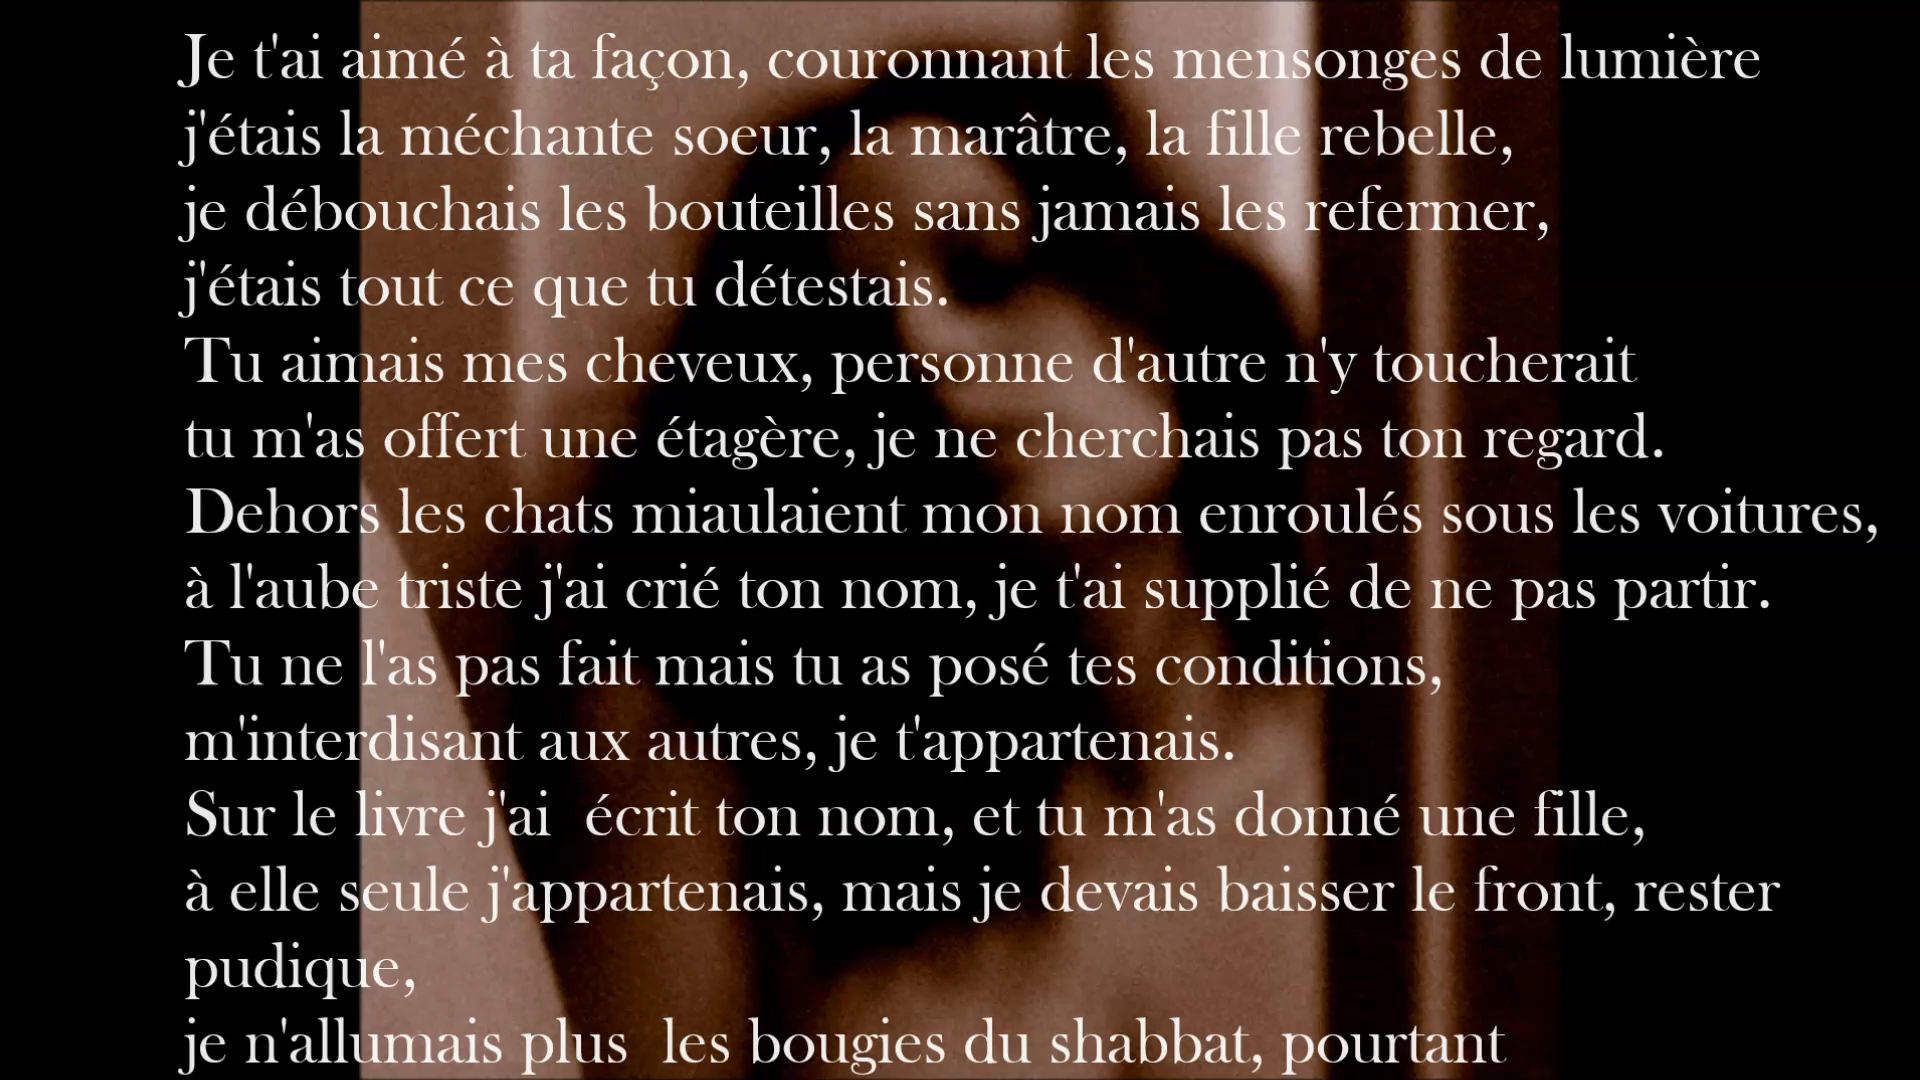 Je t'ai aimé à ta façon, couronnant les mensonges de lumière
j'étais la méchante soeur, la marâtre, la fille rebelle,
je débouchais les bouteilles sans jamais les refermer,
j'étais tout ce que tu détestais.
Tu aimais mes cheveux, personne d'autre n'y toucherait
tu m'as offert une étagère, je ne cherchais pas ton regard.
Dehors les chats miaulaient mon nom enroulés sous les voitures,
à l'aube triste j'ai crié ton nom, je t'ai supplié de ne pas partir.
Tu ne l'as pas fait mais tu as posé tes conditions,
m'interdisant aux autres, je t'appartenais.
Sur le livre j'ai  écrit ton nom, et tu m'as donné une fille,
à elle seule j'appartenais, mais je devais baisser le front, rester
pudique,
je n'allumais plus  les bougies du shabbat, pourtant